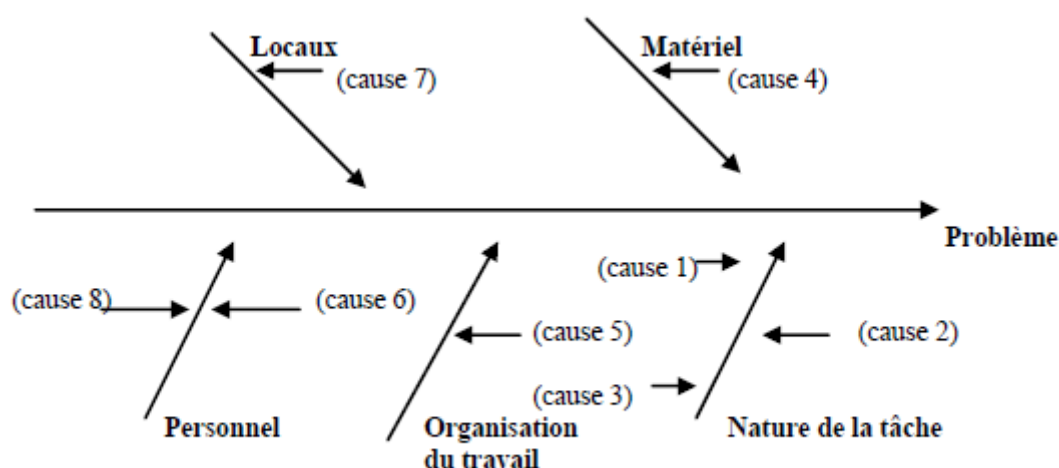 Locaux
Matériel
(cause 7)
(cause 4)
Problème
(cause 1)
(cause 8)
(cause 6)
(cause 5)
(cause 2)
(cause 3)
Personnel
Organisation
du travail
Nature de la tâche